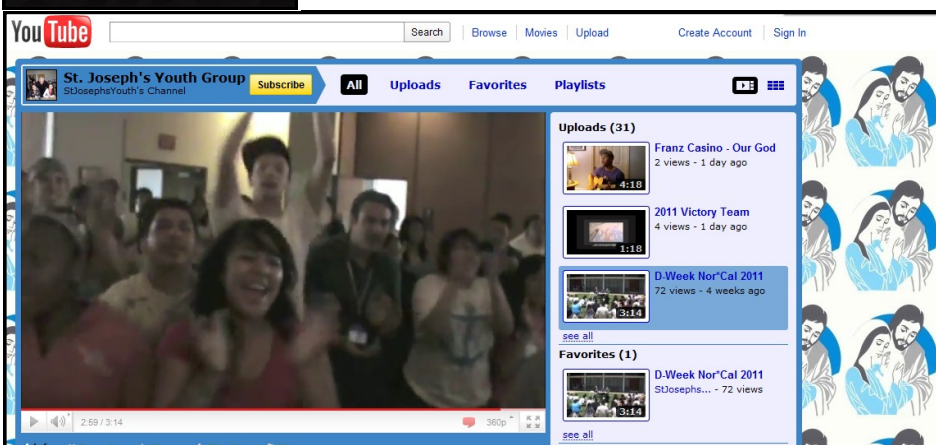 You Tube
Search
Browse
Movies
Upload
Create Account
Sign In
St. Joseph's Youth Group
StJosephsYouth's Channel
Subscribe
All
Uploads
Favorites
Playlists
Uploads (31)
Franz Casino - Our God
2 views - 1 day ago
4:18
2011 Victory Team
4 views - 1 day ago
1:18
D-Week Nor*Cal 2011
72 views - 4 weeks ago
3:14
see all
Favorites (1)
D-Week Nor*Cal 2011
StJosephs... - 72 views
3:14
see all
2:59 / 3:14
360p